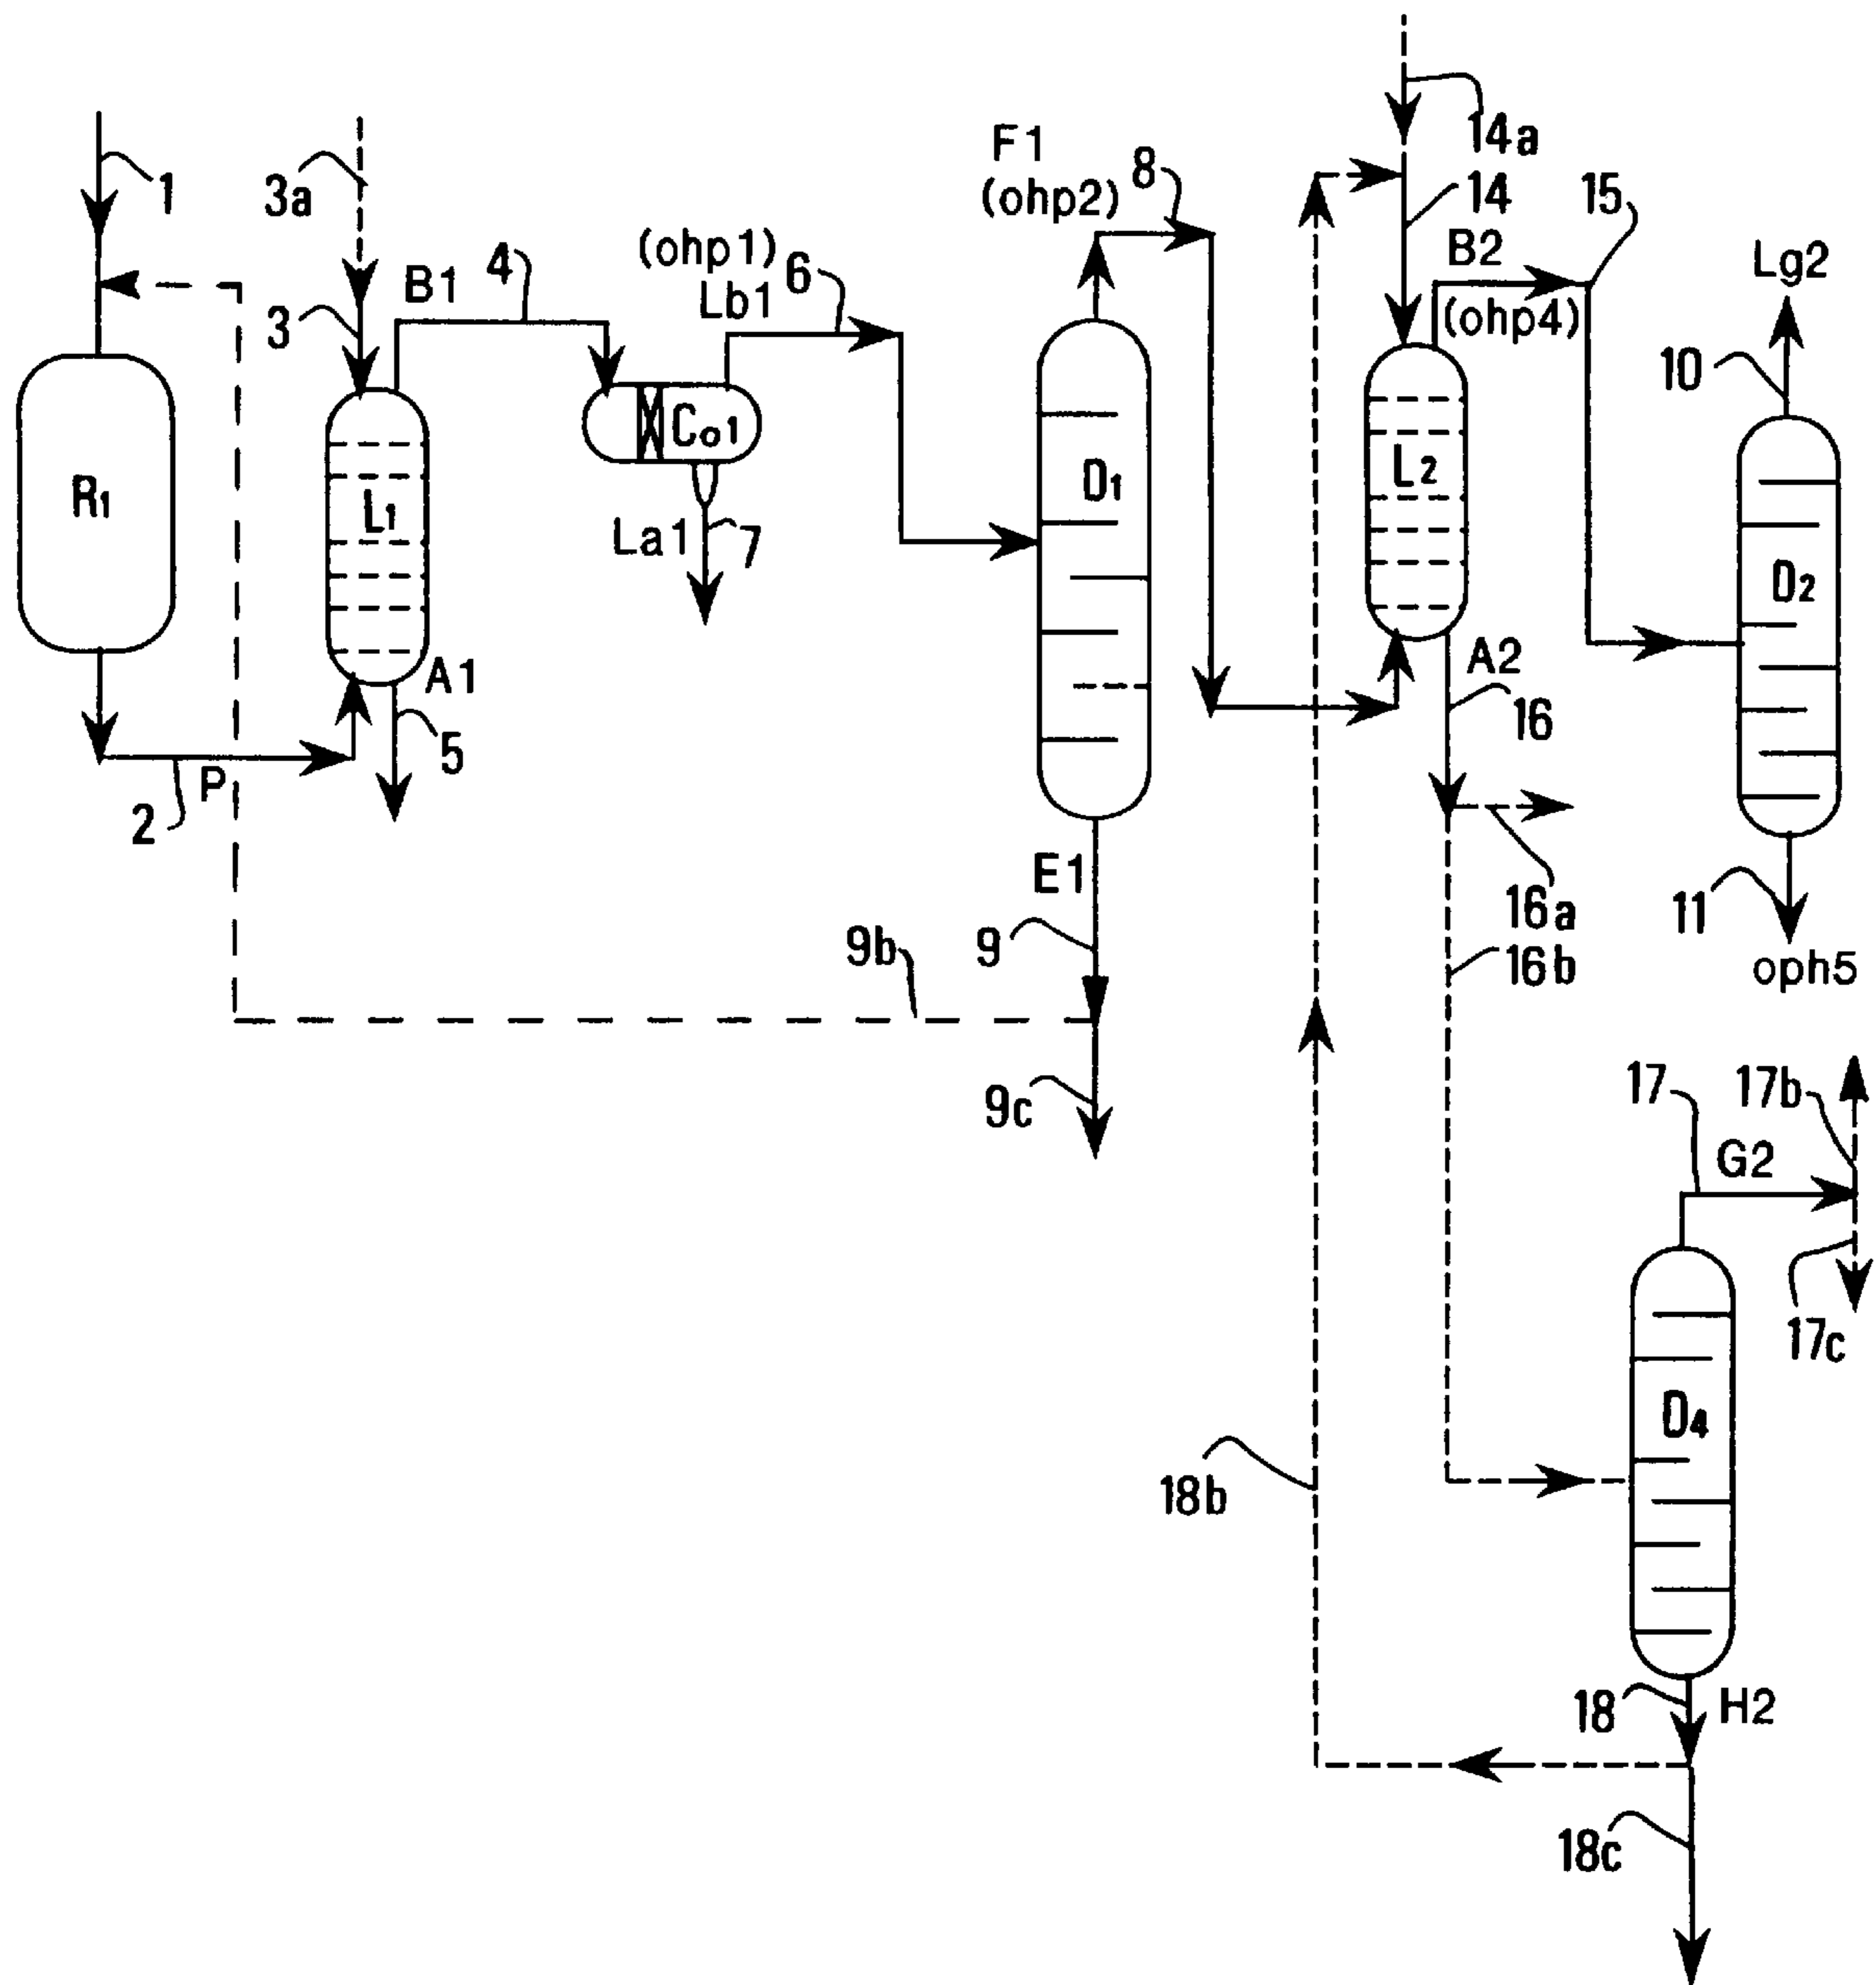 1
3a
3
R1
2
P
L1
A1
5
B1
4
(ohp1)
Lb1
6
Co1
La1
7
F1
(ohp2)
8
D1
E1
9
9b
9c
14a
14
B2
(ohp4)
15
L2
A2
16
16a
16b
Lg2
10
D2
11
oph5
17
17b
G2
17c
D4
18b
18
H2
18c